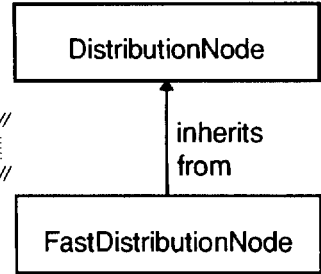 DistributionNode
//
inherits
from
//
FastDistributionNode